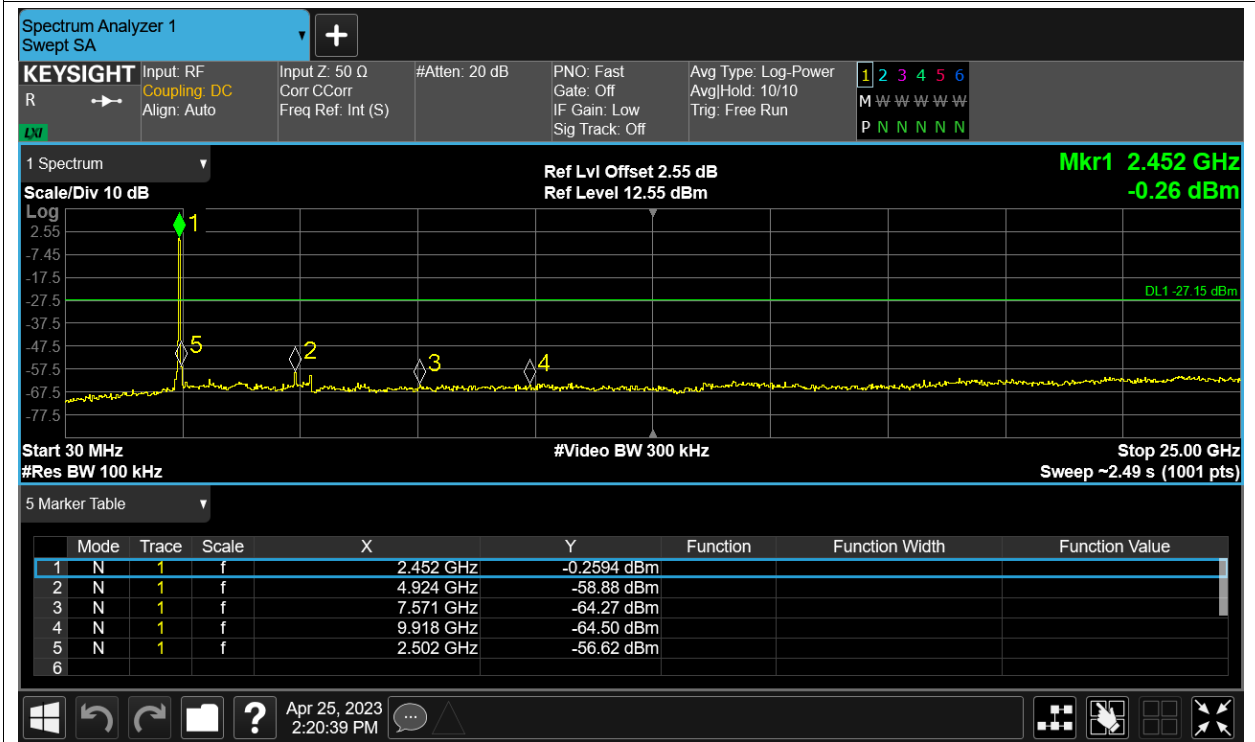 Spectrum Analyzer 1
Swept SA
+
KEYSIGHT Input: RF Input Z: 50 Ω #Atten: 20 dB PNO: Fast Avg Type: Log-Power 1 2 3 4 5 6
R Coupling: DC Corr CCorr Gate: Off Avg|Hold: 10/10 M W W W W W
Align: Auto Freq Ref: Int (S) IF Gain: Low Trig: Free Run
LXI Sig Track: Off P N N N N N
1 Spectrum Ref Lvl Offset 2.55 dB Mkr1 2.452 GHz
Scale/Div 10 dB Ref Level 12.55 dBm -0.26 dBm
Log
1
2.55
-7.45
-17.5
DL1 -27.15 dBm
-27.5
-37.5
-47.5 5 2
-57.5 3 4
-67.5
-77.5
Start 30 MHz #Video BW 300 kHz Stop 25.00 GHz
#Res BW 100 kHz Sweep ~2.49 s (1001 pts)
5 Marker Table
Mode Trace Scale X Y Function Function Width Function Value
1 N 1 f 2.452 GHz -0.2594 dBm
2 N 1 f 4.924 GHz -58.88 dBm
3 N 1 f 7.571 GHz -64.27 dBm
4 N 1 f 9.918 GHz -64.50 dBm
5 N 1 f 2.502 GHz -56.62 dBm
6
? Apr 25, 2023
2:20:39 PM